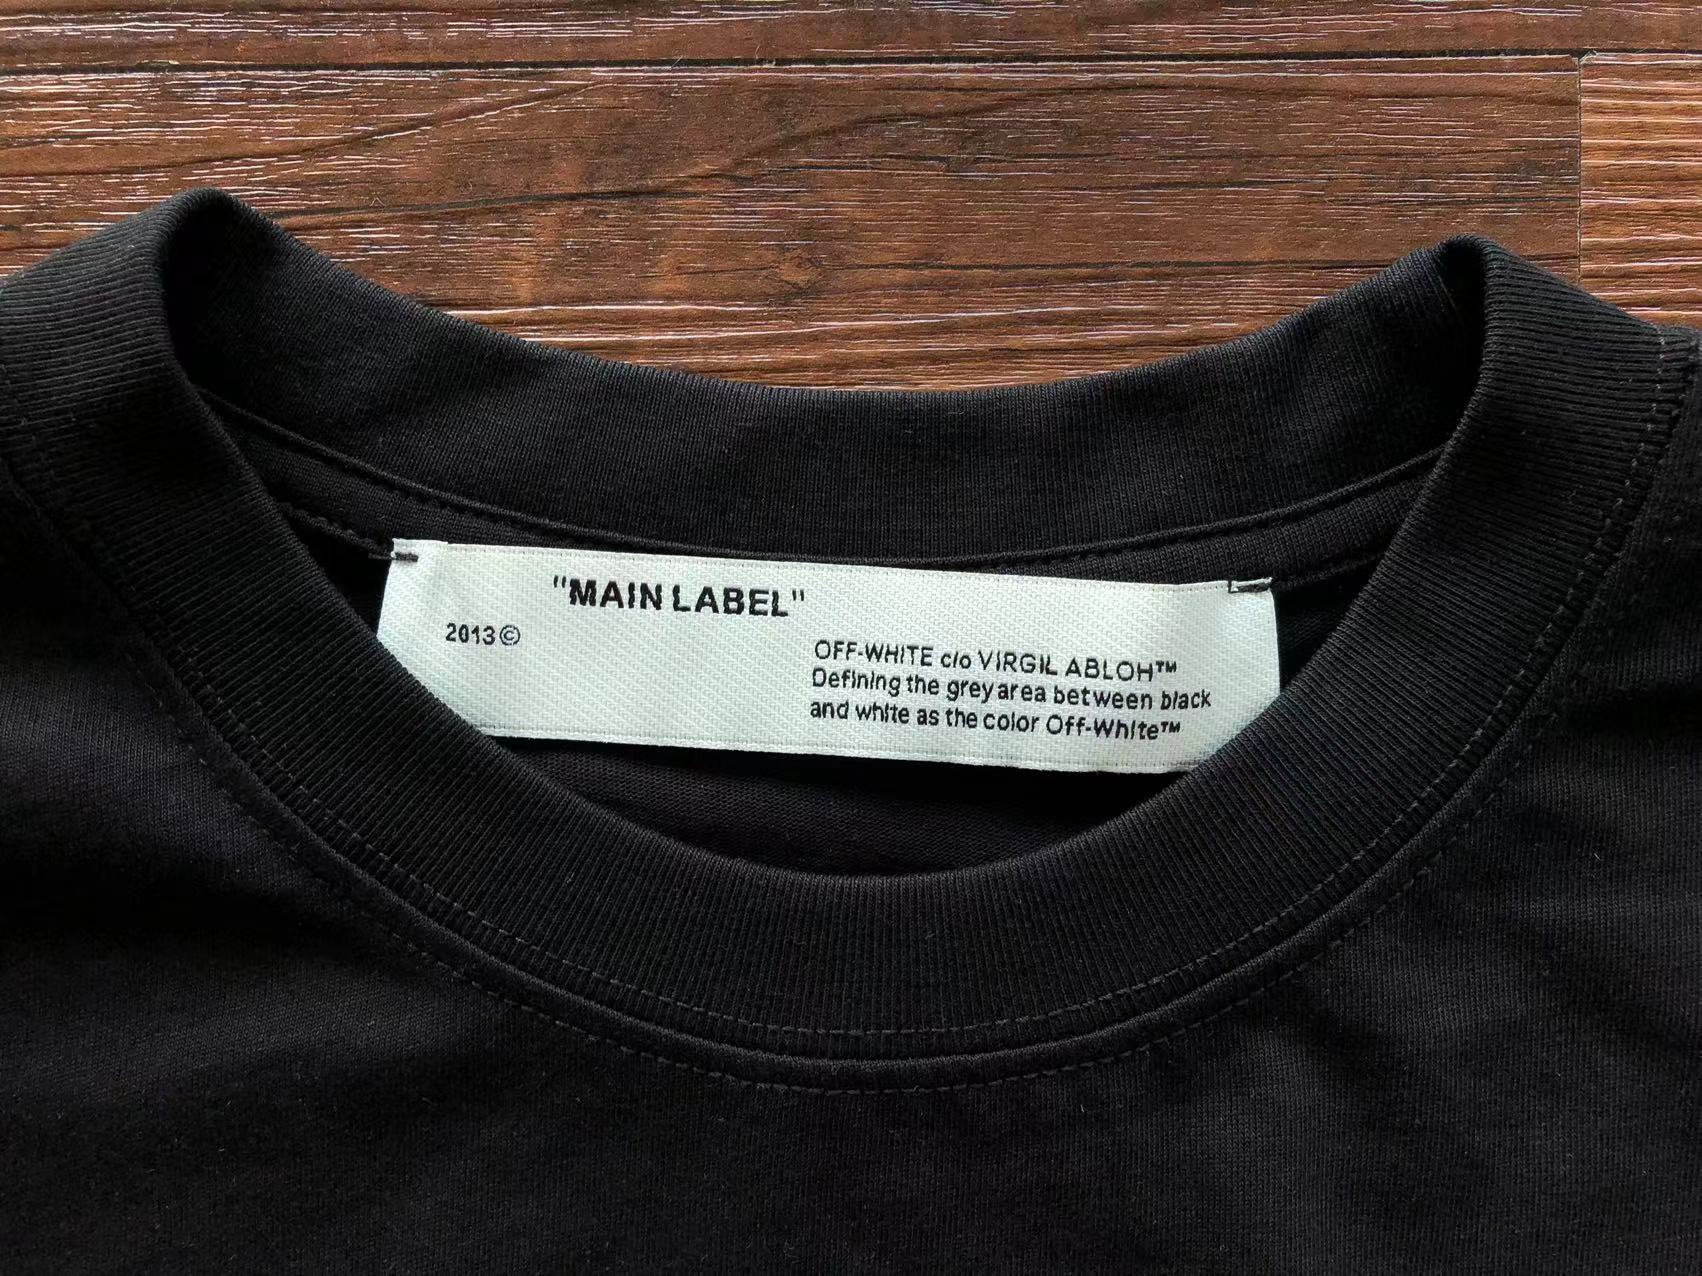 "MAIN LABEL"
2013©
OFF-WHITE c/o VIRGIL ABLOH™
Defining the grey area between black
and white as the color Off-White™